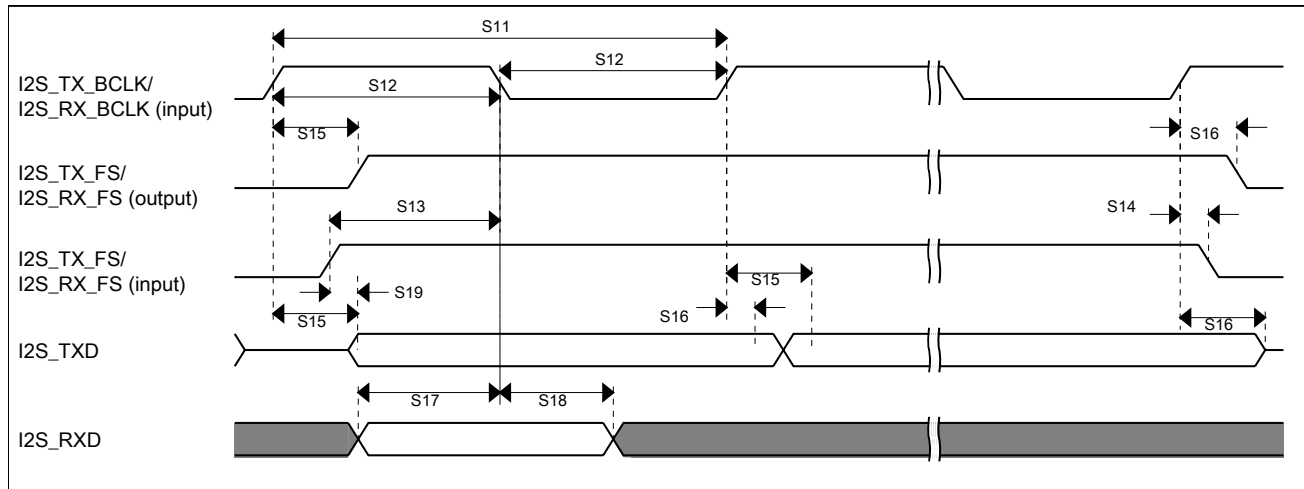 S11
I2S_TX_BCLK/
I2S_RX_BCLK (input)
S12
S12
S15
S16
I2S_TX_FS/
I2S_RX_FS (output)
S13
S14
I2S_TX_FS/
I2S_RX_FS (input)
S15
S19
S15
S16
S16
I2S_TXD
S17
S18
I2S_RXD